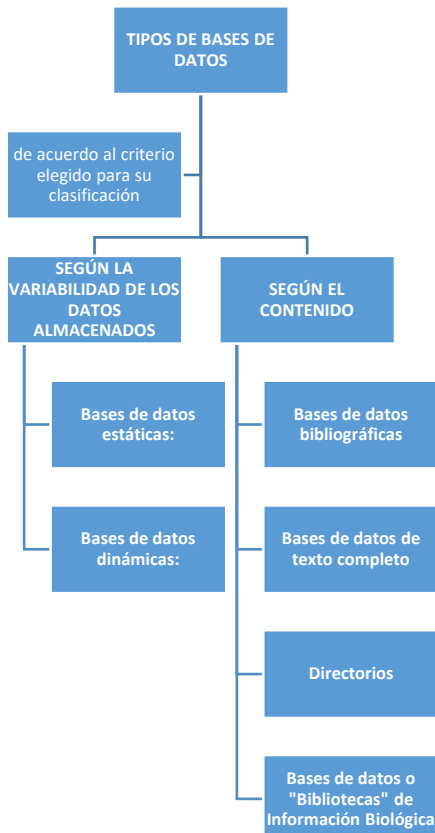 TIPOS DE BASES DE
DATOS
de acuerdo al criterio
elegido para su
clasificación
SEGÚN LA
VARIABILIDAD DE LOS
DATOS
ALMACENADOS
Bases de datos
estáticas:
Bases de datos
dinámicas:
SEGÚN EL
CONTENIDO
Bases de datos
bibliográficas
Bases de datos de
texto completo
Directorios
Bases de datos o
"Bibliotecas" de
Información Biológica